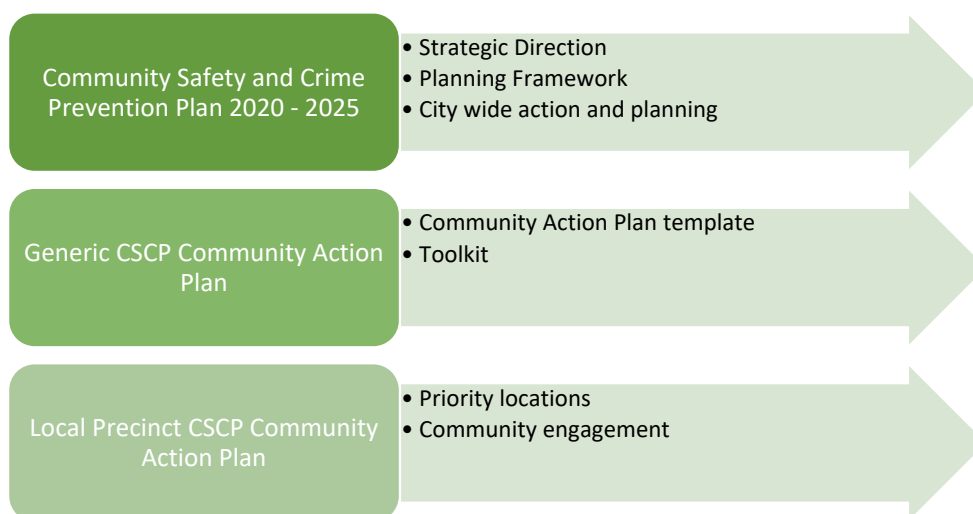 Community Safety and Crime
Prevention Plan 2020 - 2025
• Strategic Direction
• Planning Framework
• City wide action and planning
Generic CSCP Community Action
Plan
• Community Action Plan template
• Toolkit
Local Precinct CSCP Community
Action Plan
• Priority locations
• Community engagement